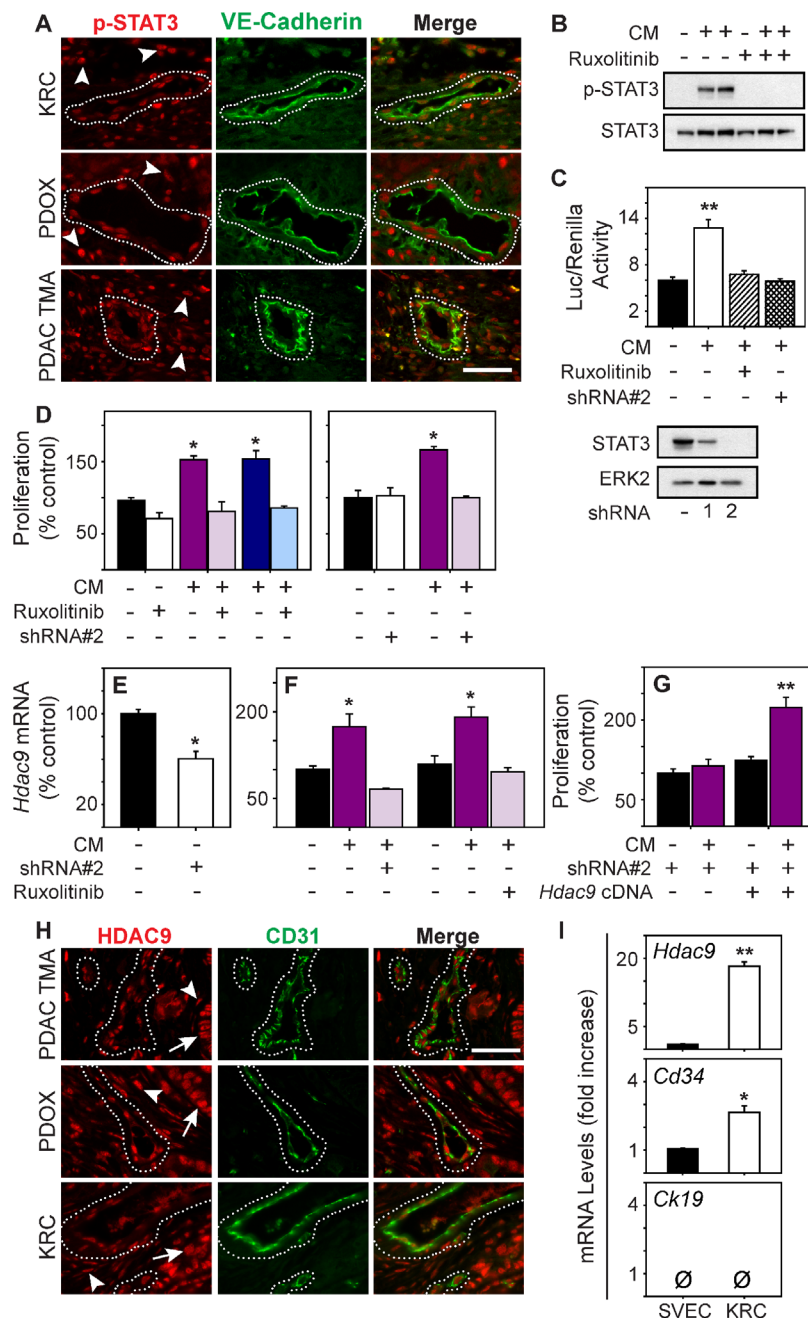 A p-STAT3 VE-Cadherin Merge
KRC
PDOX
PDAC TMA
B
CM - + + - + +
Ruxolitinib - - - + + +
p-STAT3
STAT3
C
Luc/Renilla
Activity
14
8
2
**
CM - + + +
Ruxolitinib - - + -
shRNA#2 - - - +
STAT3
ERK2
shRNA - 1 2
D
Proliferation
(% control)
150
50
* * *
CM - - + + + + - - + +
Ruxolitinib - + - + - + - - - -
shRNA#2 - - - - - - - + - +
E
Hdac9 mRNA
(% control)
100
20
*
F
200
50
* *
CM - - - + + - + +
shRNA#2 - + - - + - - -
Ruxolitinib - - - - - - - +
G
Proliferation
(% control)
200
50
**
CM - + - +
shRNA#2 + + + +
Hdac9 cDNA - - + +
H HDAC9 CD31 Merge
PDAC TMA
PDOX
KRC
I
mRNA Levels (fold increase)
Hdac9
20
5
**
Cd34
4
1
*
Ck19
4
1
Ø Ø
SVEC KRC